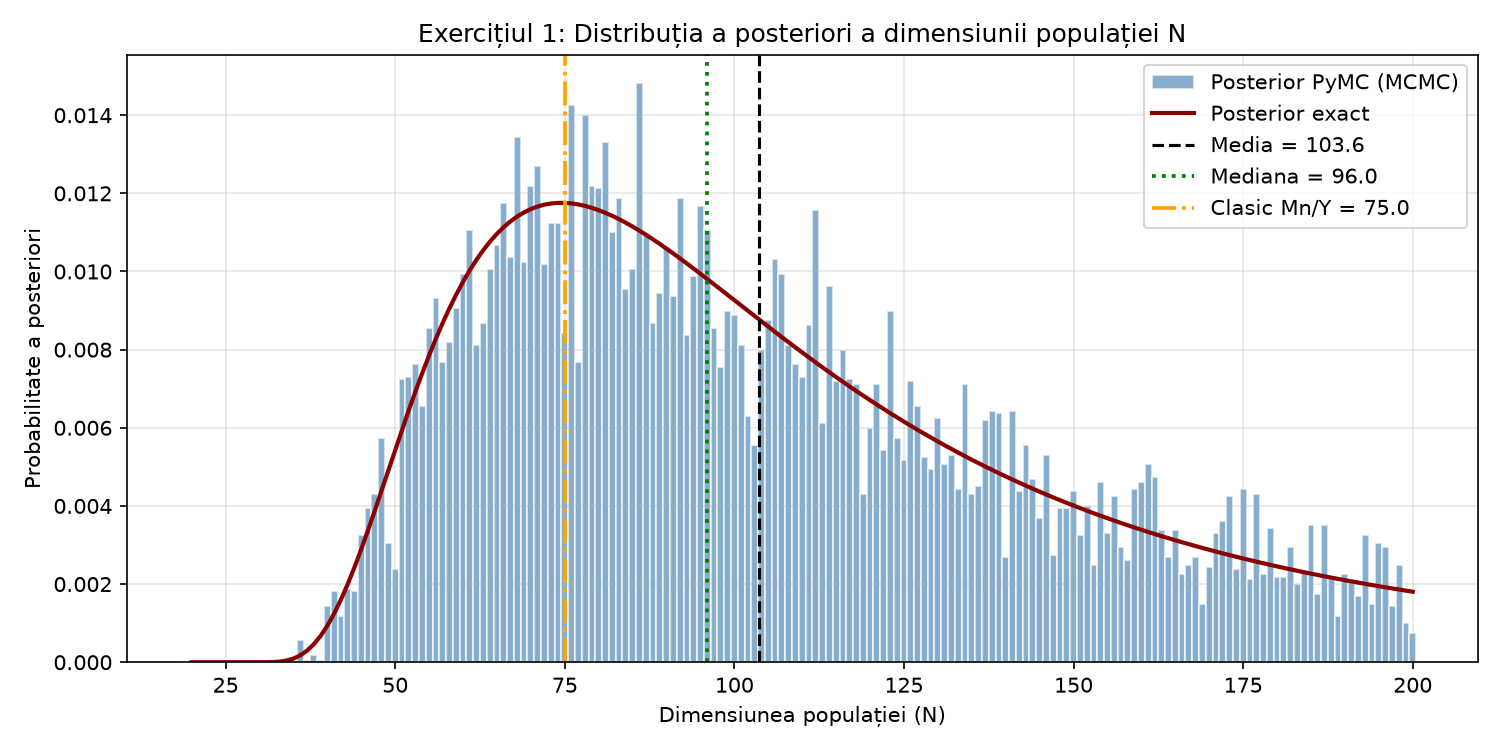 Exercițiul 1: Distribuția a posteriori a dimensiunii populației N
Posterior PyMC (MCMC)
Posterior exact
Media = 103.6
Mediana = 96.0
Clasic Mn/Y = 75.0
Probabilitate a posteriori
0.014
0.012
0.010
0.008
0.006
0.004
0.002
0.000
25 50 75 100 125 150 175 200
Dimensiunea populației (N)